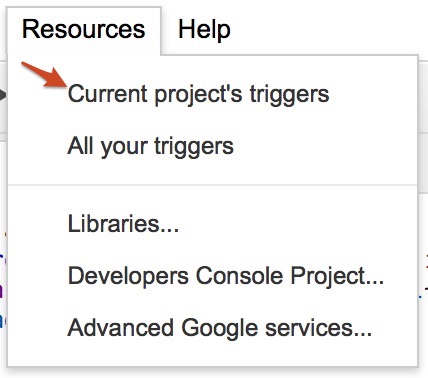 Resources Help
Current project's triggers
All your triggers
Libraries...
Developers Console Project...
Advanced Google services...